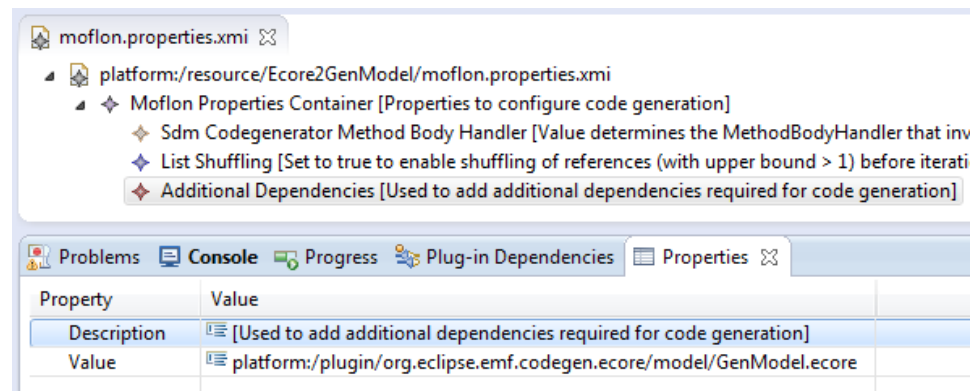 moflon.properties.xmi
platform:/resource/Ecore2GenModel/moflon.properties.xmi
Moflon Properties Container [Properties to configure code generation]
Sdm Codegenerator Method Body Handler [Value determines the MethodBodyHandler that
List Shuffling [Set to true to enable shuffling of references (with upper bound > 1) before
Additional Dependencies [Used to add additional dependencies required for code generation]
Problems Console Progress Plug-in Dependencies Properties
Property Value
Description [Used to add additional dependencies required for code generation]
Value platform:/plugin/org.eclipse.emf.codegen.ecore/model/GenModel.ecore